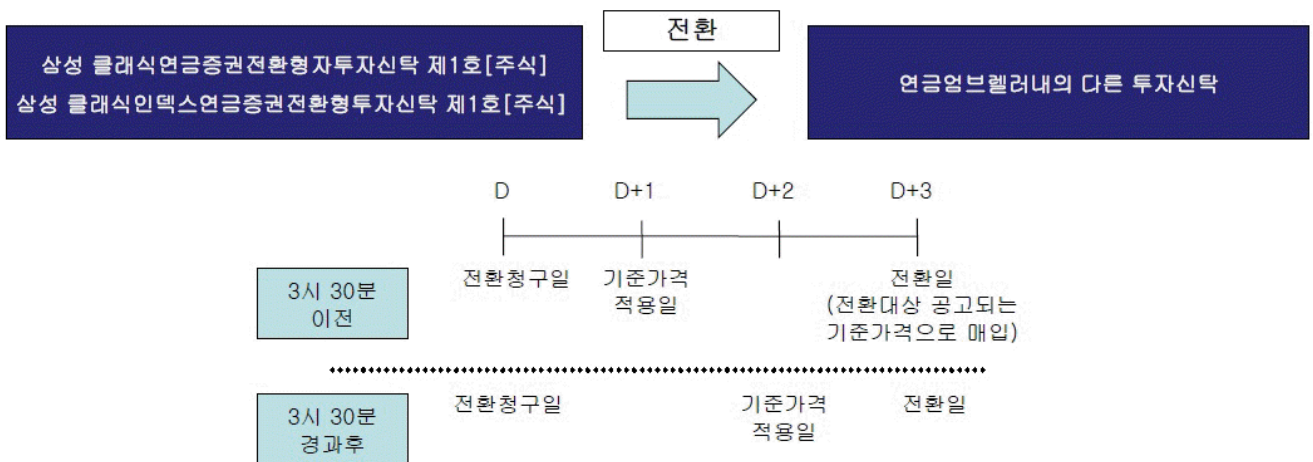 전환
삼성 클래식연금증권전환형자투자신탁 제1호[주식]
삼성 클래식인덱스연금증권전환형투자신탁 제1호[주식]
연금엄브렐러내의 다른 투자신탁
D D+1 D+2 D+3
3시 30분
이전
전환청구일 기준가격 전환일
적용일 (전환대상 공고되는
기준가격으로 매입)
3시 30분
경과후
전환청구일 기준가격 전환일
적용일